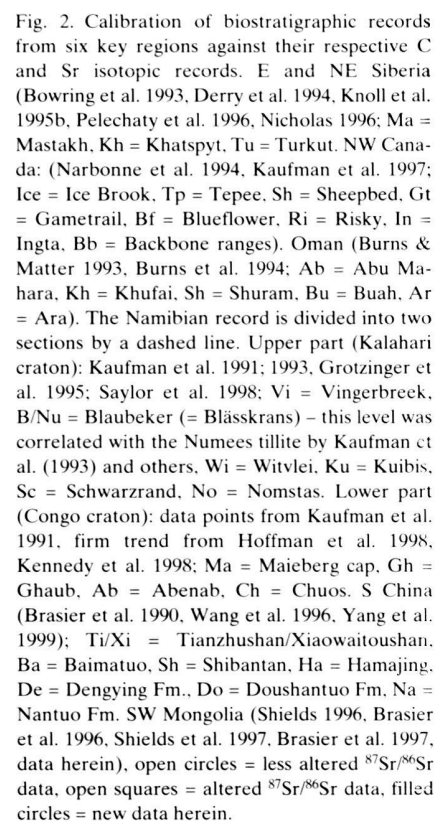 Fig. 2. Calibration of biostratigraphic records
from six key regions against their respective C
and Sr isotopic records. E and NE Siberia
(Bowring et al. 1993, Derry et al. 1994, Knoll et al.
1995b, Pelechaty et al. 1996, Nicholas 1996; Ma =
Mastakh, Kh = Khatspyt, Tu = Turkut. NW Cana-
da: (Narbonne et al. 1994, Kaufman et al. 1997;
Ice = Ice Brook, Tp = Tepee, Sh = Sheepbed, Gt
= Gametrail, Bf = Blueflower, Ri = Risky, In =
Ingta, Bb = Backbone ranges). Oman (Burns &
Matter 1993, Burns et al. 1994; Ab = Abu Ma-
hara, Kh = Khufai, Sh = Shuram, Bu = Buah, Ar
= Ara). The Namibian record is divided into two
sections by a dashed line. Upper part (Kalahari
craton): Kaufman et al. 1991; 1993, Grotzinger et
al. 1995; Saylor et al. 1998; Vi = Vingerbreek,
B/Nu = Blaubeker (= Blässkrans) – this level was
correlated with the Numees tillite by Kaufman et
al. (1993) and others, Wi = Witvlei, Ku = Kuibis,
Sc = Schwarzrand, No = Nomstas. Lower part
(Congo craton): data points from Kaufman et al.
1991, firm trend from Hoffman et al. 1998,
Kennedy et al. 1998; Ma = Maieberg cap, Gh =
Ghaub, Ab = Abenab, Ch = Chuos. S China
(Brasier et al. 1990, Wang et al. 1996, Yang et al.
1999); Ti/Xi = Tianzhushan/Xiaowaitoushan,
Ba = Baimatuo, Sh = Shibantan, Ha = Hamajing,
De = Dengying Fm., Do = Doushantuo Fm, Na =
Nantuo Fm. SW Mongolia (Shields 1996, Brasier
et al. 1996, Shields et al. 1997, Brasier et al. 1997,
data herein), open circles = less altered ⁸⁷Sr/⁸⁶Sr
data, open squares = altered ⁸⁷Sr/⁸⁶Sr data, filled
circles = new data herein.